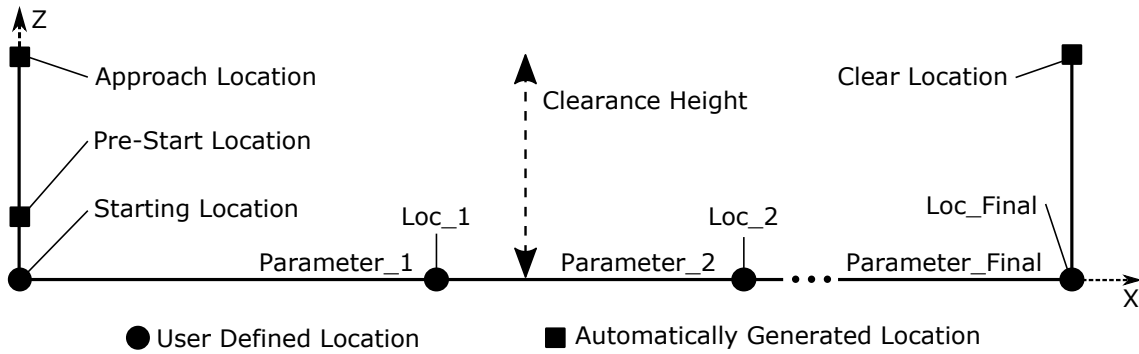 Z
Approach Location
Clear Location
Clearance Height
Pre-Start Location
Starting Location
Loc_1
Loc_2
Loc_Final
Parameter_1
Parameter_2
Parameter_Final
X
User Defined Location
Automatically Generated Location